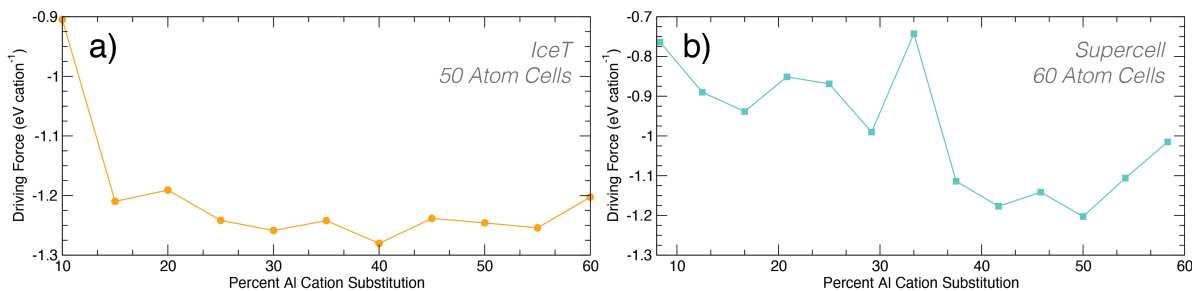 a)
IceT
50 Atom Cells
Driving Force (eV cation⁻¹)
-0.9
-1
-1.1
-1.2
-1.3
10 20 30 40 50 60
Percent Al Cation Substitution
b)
Supercell
60 Atom Cells
Driving Force (eV cation⁻¹)
-0.7
-0.8
-0.9
-1
-1.1
-1.2
-1.3
10 20 30 40 50 60
Percent Al Cation Substitution